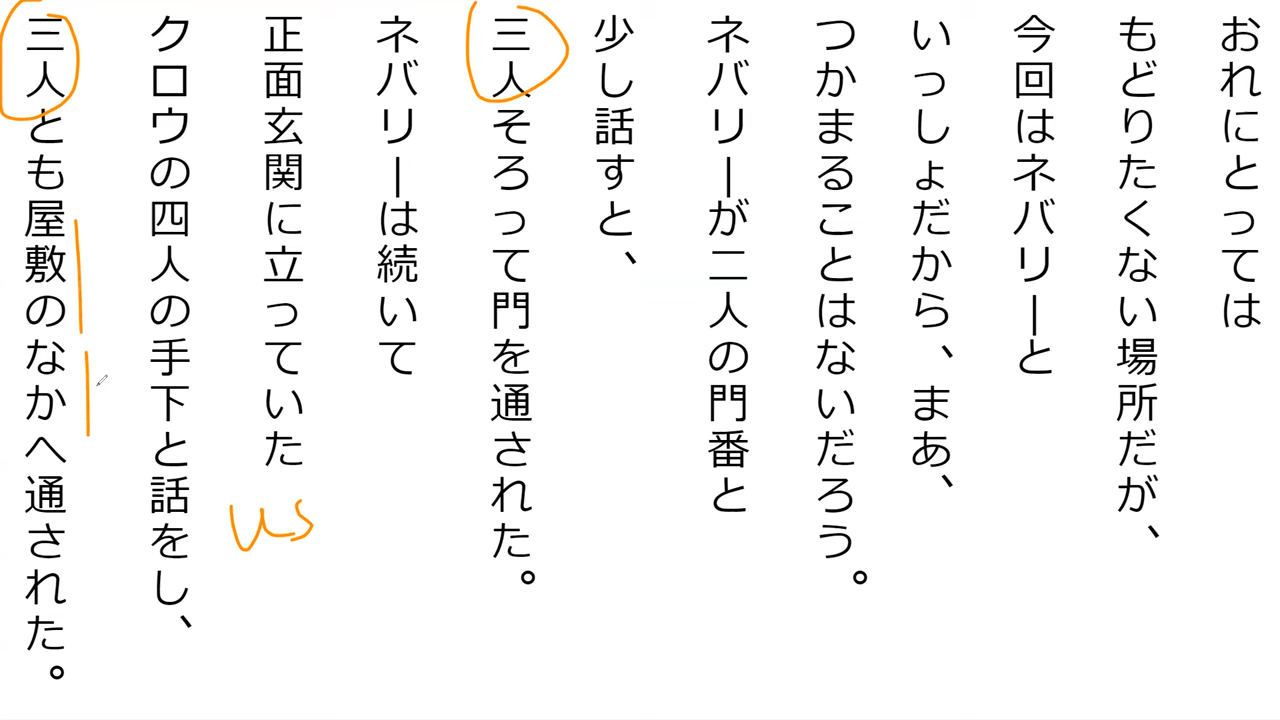 おれにとっては
もどりたくない場所だが、
今回はネバリーと
いっしょだから、まあ、
つかまることはないだろう。
ネバリーが二人の門番と
少し話すと、
三人そろって門を通された。
ネバリーは続いて
正面玄関に立っていた
us
クロウの四人の手下と話をし、
三人とも屋敷のなかへ通された。